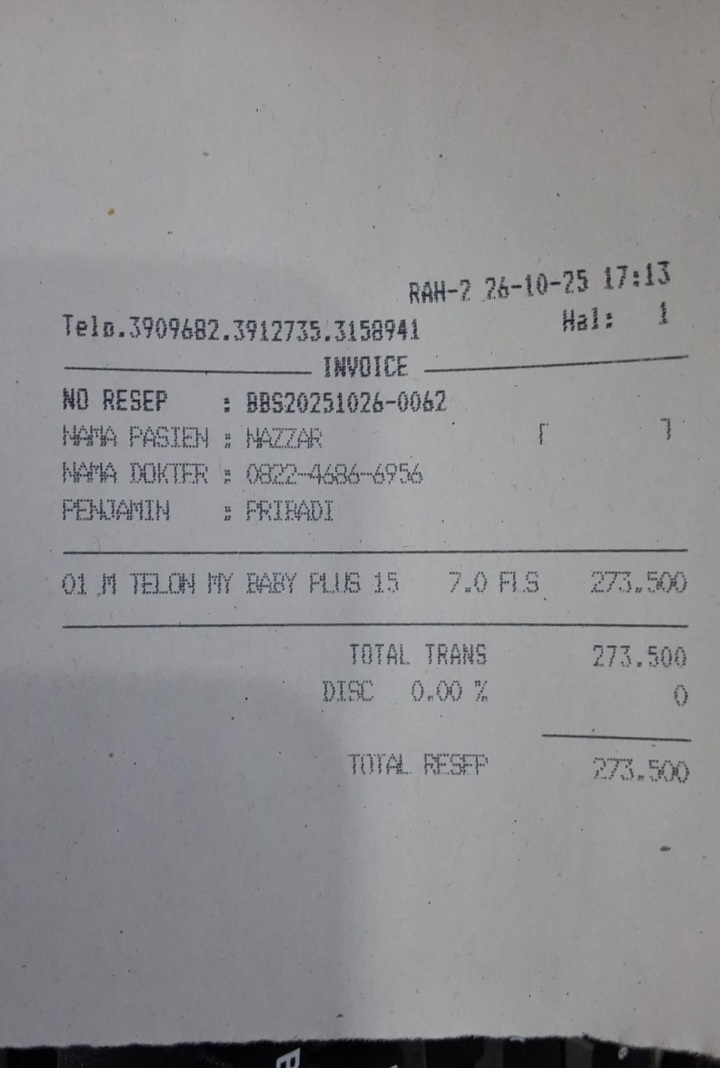 RAH-2 26-10-25 17:13
Telp.3909682.3912735.3158941 Hal: 1
INVOICE
NO RESEP : BBS20251026-0062
NAMA PASIEN : NAZZAR [ ]
NAMA DOKTER : 0822-4686-6956
PENJAMIN : PRIBADI
01 M TELON MY BABY PLUS 15 7.0 FLS 273.500
TOTAL TRANS 273.500
DISC 0.00 % 0
TOTAL RESEP 273.500